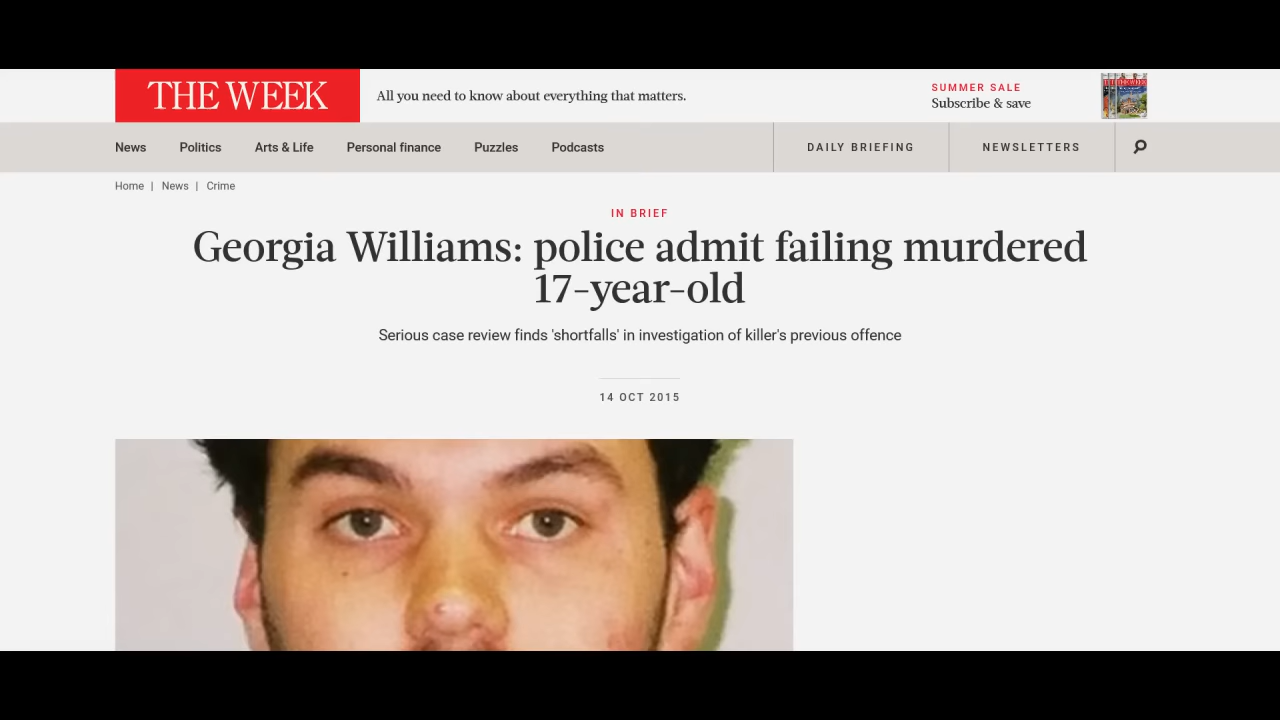 THE WEEK
All you need to know about everything that matters.
SUMMER SALE
Subscribe & save
News Politics Arts & Life Personal finance Puzzles Podcasts DAILY BRIEFING NEWSLETTERS
Home | News | Crime
IN BRIEF
Georgia Williams: police admit failing murdered
17-year-old
Serious case review finds 'shortfalls' in investigation of killer's previous offence
14 OCT 2015